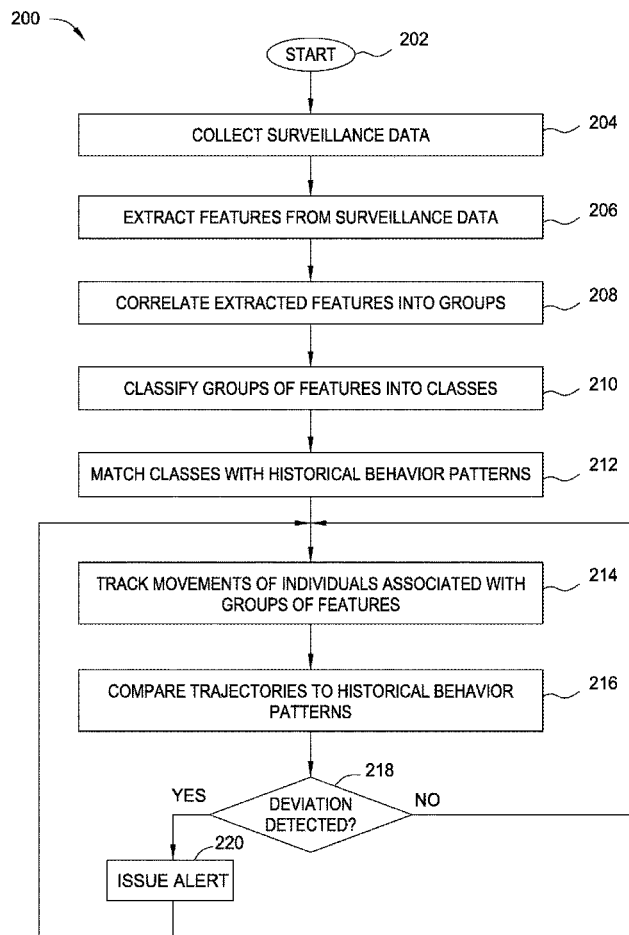 200
START
202
COLLECT SURVEILLANCE DATA
204
EXTRACT FEATURES FROM SURVEILLANCE DATA
206
CORRELATE EXTRACTED FEATURES INTO GROUPS
208
CLASSIFY GROUPS OF FEATURES INTO CLASSES
210
MATCH CLASSES WITH HISTORICAL BEHAVIOR PATTERNS
212
TRACK MOVEMENTS OF INDIVIDUALS ASSOCIATED WITH
GROUPS OF FEATURES
214
COMPARE TRAJECTORIES TO HISTORICAL BEHAVIOR
PATTERNS
216
218
YES
DEVIATION
DETECTED?
NO
220
ISSUE ALERT